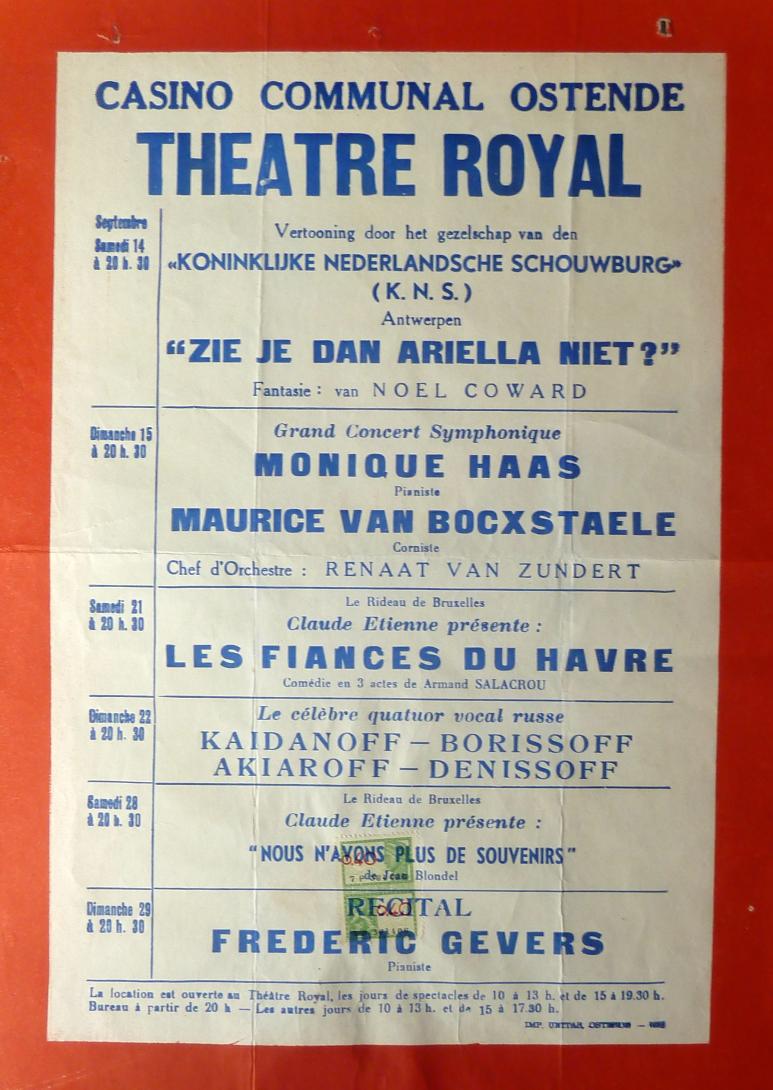 CASINO COMMUNAL OSTENDE
THEATRE ROYAL
Septembre
Samedi 14
à 20 h. 30
Vertooning door het gezelschap van den
«KONINKLIJKE NEDERLANDSCHE SCHOUWBURG»
(K. N. S.)
Antwerpen
“ZIE JE DAN ARIELLA NIET?”
Fantasie : van NOEL COWARD
Dimanche 15
à 20 h. 30
Grand Concert Symphonique
MONIQUE HAAS
Pianiste
MAURICE VAN BOCXSTAELE
Corniste
Chef d'Orchestre : RENAAT VAN ZUNDERT
Samedi 21
à 20 h. 30
Le Rideau de Bruxelles
Claude Etienne présente :
LES FIANCES DU HAVRE
Comédie en 3 actes de Armand SALACROU
Dimanche 22
à 20 h. 30
Le célèbre quatuor vocal russe
KAIDANOFF — BORISSOFF
AKIAROFF — DENISSOFF
Samedi 28
à 20 h. 30
Le Rideau de Bruxelles
Claude Etienne présente :
“NOUS N'AVONS PLUS DE SOUVENIRS”
de Jean Blondel
Dimanche 29
à 20 h. 30
RECITAL
FREDERIC GEVERS
Pianiste
La location est ouverte au Théâtre Royal, les jours de spectacles de 10 à 13 h. et de 15 à 19.30 h.
Bureau à partir de 20 h — Les autres jours de 10 à 13 h. et de 15 à 17.30 h.
IMP. UNITAS, OSTENDE